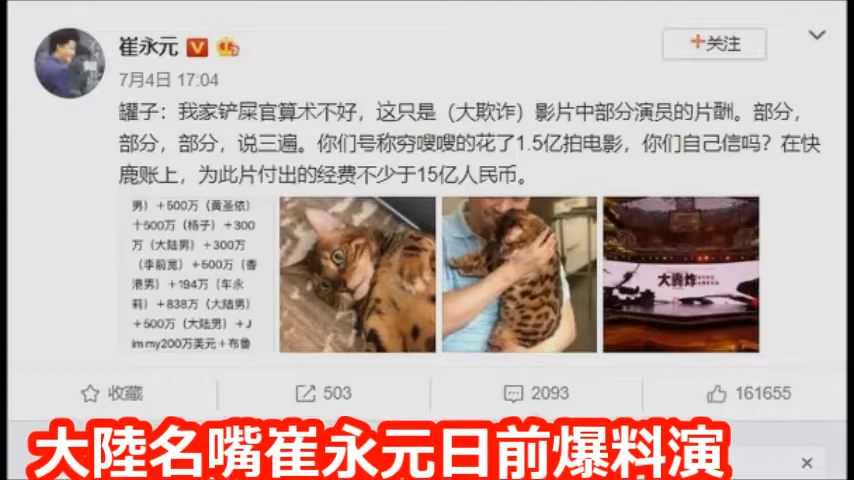 崔永元
+关注
7月4日 17:04
罐子：我家铲屎官算术不好，这只是（大欺诈）影片中部分演员的片酬。部分，
部分，部分，说三遍。你们号称穷嗖嗖的花了1.5亿拍电影，你们自己信吗？在快
鹿账上，为此片付出的经费不少于15亿人民币。
男）＋500万（黄圣依）
十500万（杨子）＋300
万（大陆男）＋300万
（李前宽）＋500万（香
港男）＋194万（车永
莉）＋838万（大陆男）
＋500万（大陆男）＋J
immy200万美元＋布鲁
大轰炸
收藏
503
2093
161655
大陸名嘴崔永元日前爆料演